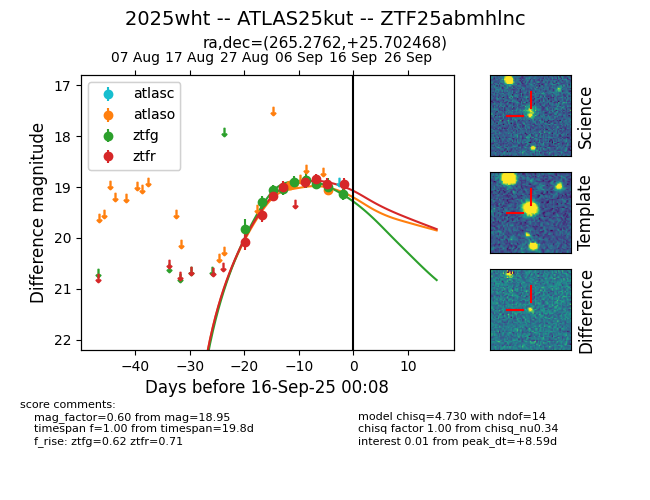 2025wht -- ATLAS25kut -- ZTF25abmhlnc
ra,dec=(265.2762,+25.702468)
07 Aug 17 Aug 27 Aug 06 Sep 16 Sep 26 Sep
17
18
19
20
21
22
Difference magnitude
atlasc
atlaso
ztfg
ztfr
−40 −30 −20 −10 0 10
Days before 16-Sep-25 00:08
Science
Template
Difference
score comments:
mag_factor=0.60 from mag=18.95
timespan f=1.00 from timespan=19.8d
f_rise: ztfg=0.62 ztfr=0.71
model chisq=4.730 with ndof=14
chisq factor 1.00 from chisq_nu0.34
interest 0.01 from peak_dt=+8.59d